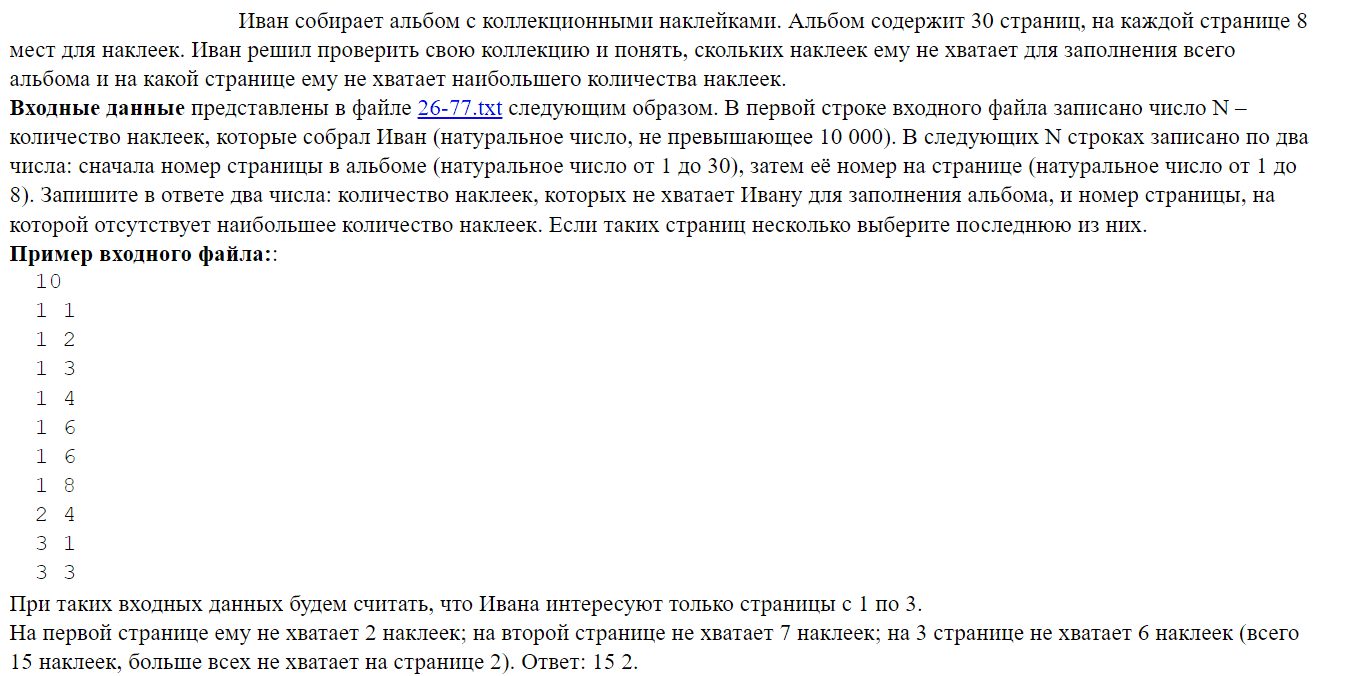 Иван собирает альбом с коллекционными наклейками. Альбом содержит 30 страниц, на каждой странице 8
мест для наклеек. Иван решил проверить свою коллекцию и понять, скольких наклеек ему не хватает для заполнения всего
альбома и на какой странице ему не хватает наибольшего количества наклеек.
Входные данные представлены в файле 26-77.txt следующим образом. В первой строке входного файла записано число N –
количество наклеек, которые собрал Иван (натуральное число, не превышающее 10 000). В следующих N строках записано по два
числа: сначала номер страницы в альбоме (натуральное число от 1 до 30), затем её номер на странице (натуральное число от 1 до
8). Запишите в ответе два числа: количество наклеек, которых не хватает Ивану для заполнения альбома, и номер страницы, на
которой отсутствует наибольшее количество наклеек. Если таких страниц несколько выберите последнюю из них.
Пример входного файла::
10
1 1
1 2
1 3
1 4
1 6
1 6
1 8
2 4
3 1
3 3
При таких входных данных будем считать, что Ивана интересуют только страницы с 1 по 3.
На первой странице ему не хватает 2 наклеек; на второй странице не хватает 7 наклеек; на 3 странице не хватает 6 наклеек (всего
15 наклеек, больше всех не хватает на странице 2). Ответ: 15 2.